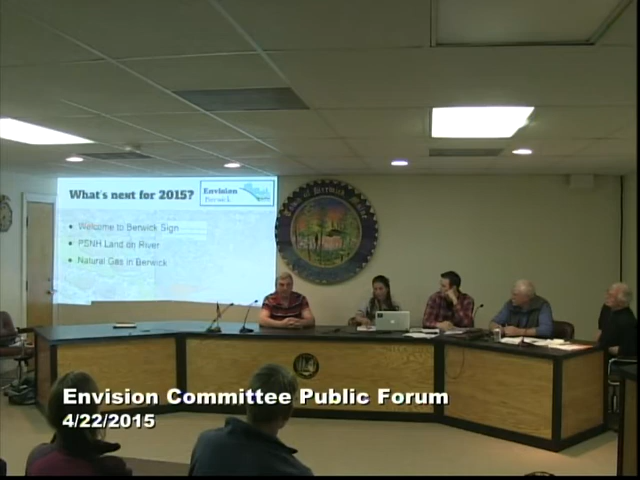 What's next for 2015?
Envision
Berwick
• Welcome to Berwick Sign
• PSNH Land on River
• Natural Gas in Berwick
Envision Committee Public Forum
4/22/2015